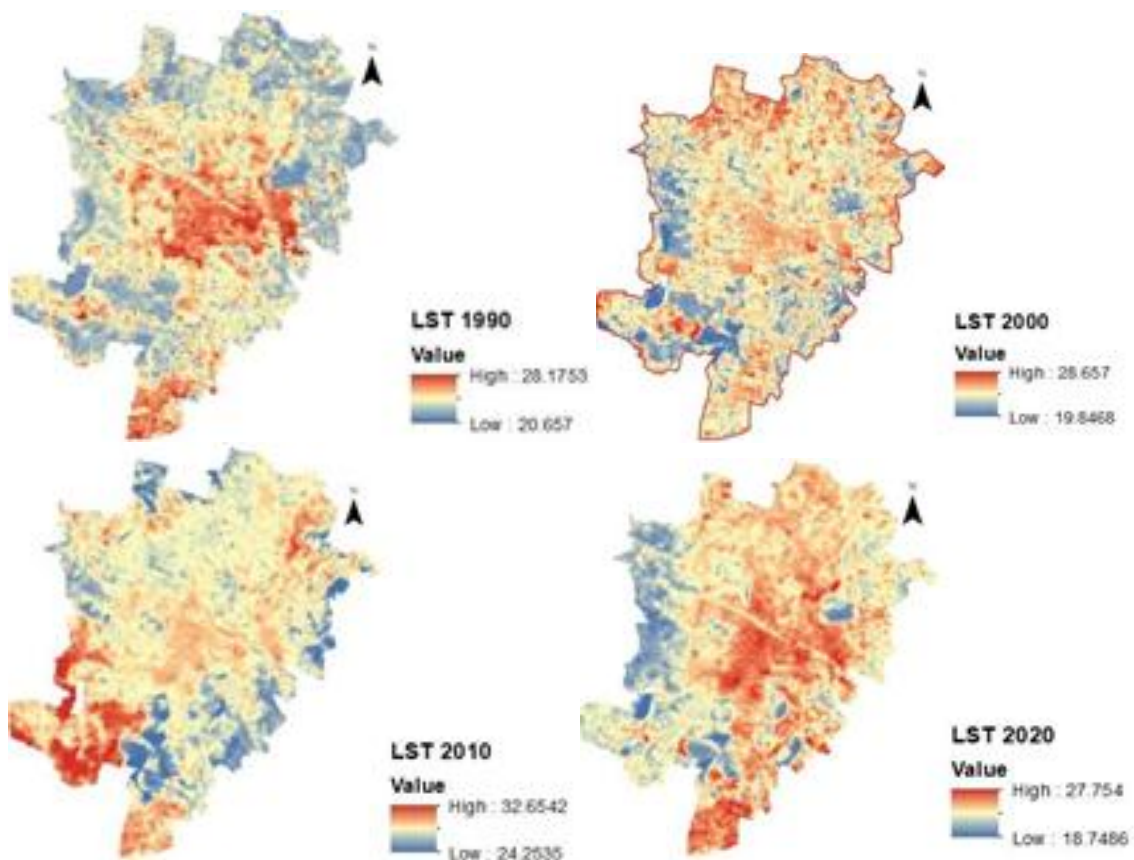 LST 1990
Value
High : 28.1753
Low : 20.657
LST 2000
Value
High : 28.657
Low : 19.8468
LST 2010
Value
High : 32.6542
Low : 24.2535
LST 2020
Value
High : 27.754
Low : 18.7486